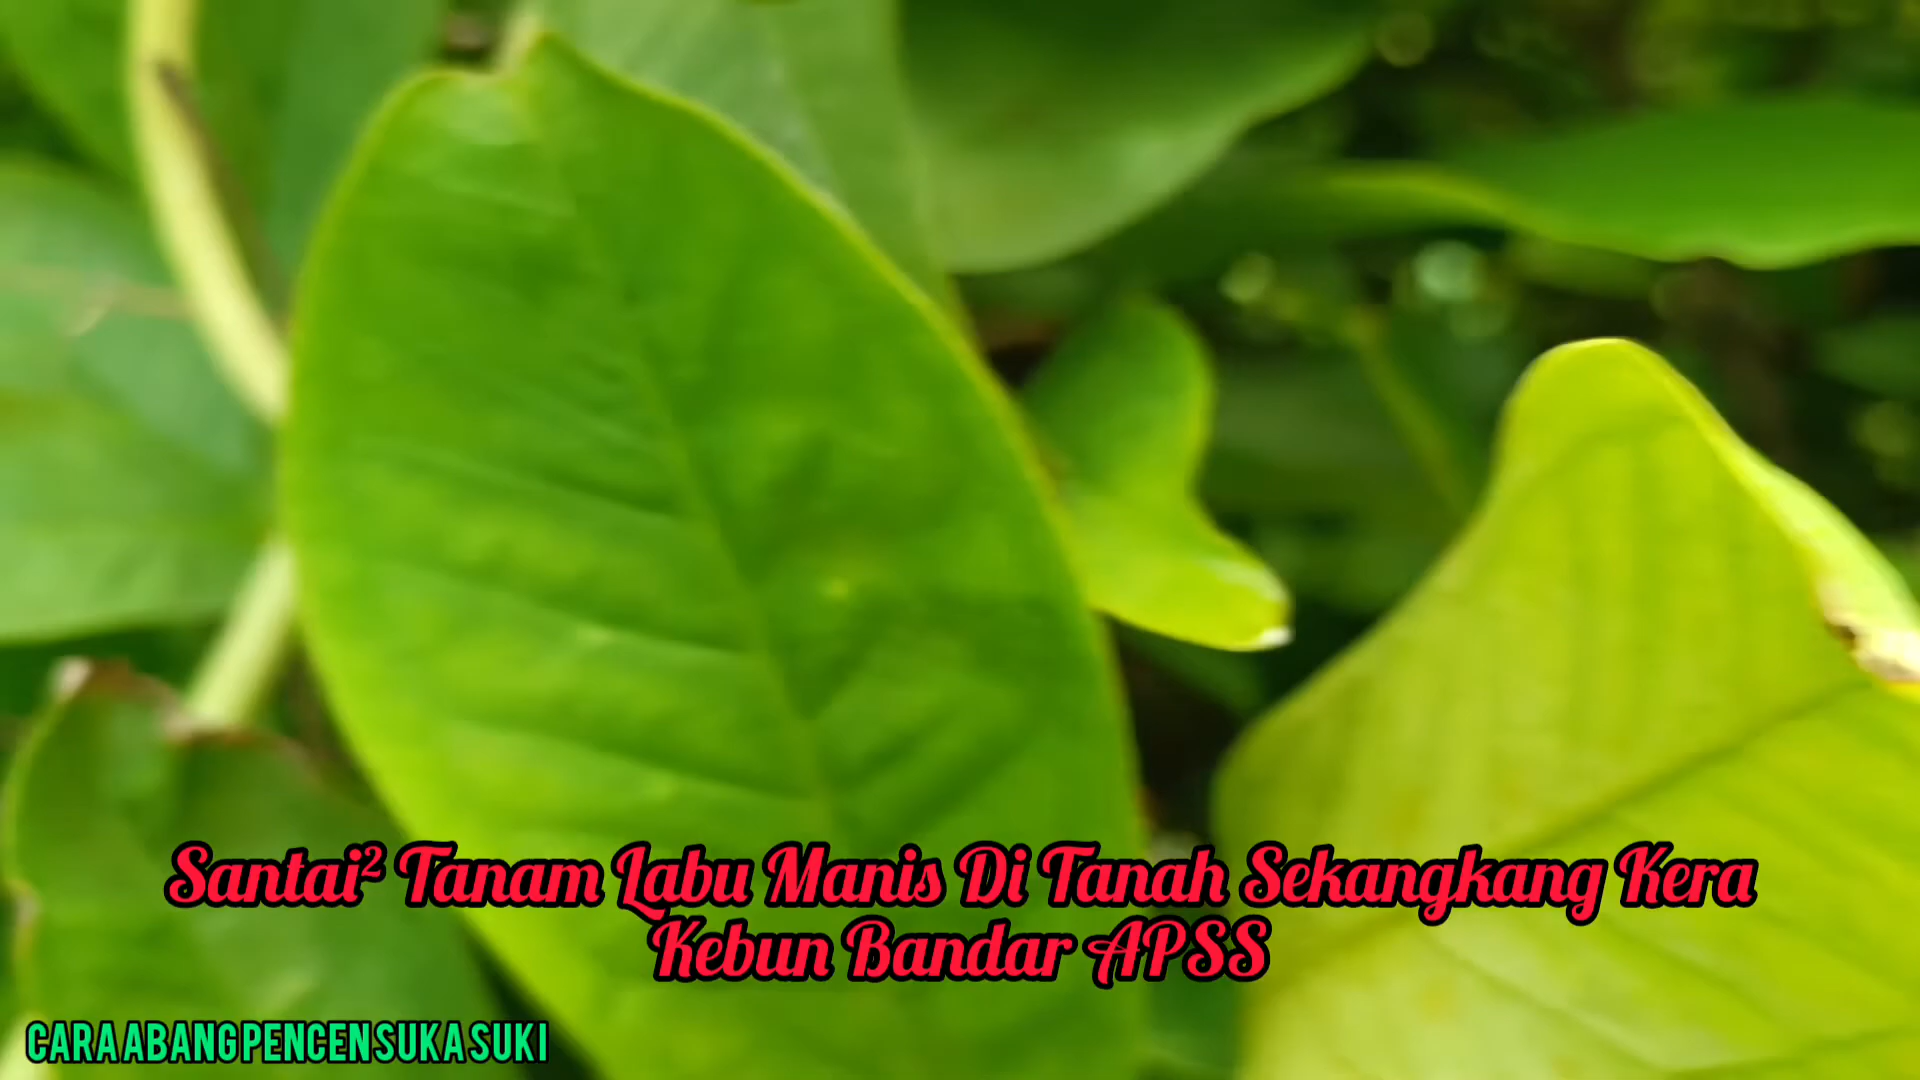 Santai² Tanam Labu Manis Di Tanah Sekangkang Kera
Kebun Bandar APSS
CARA ABANG PENCEN SUKA SUKI